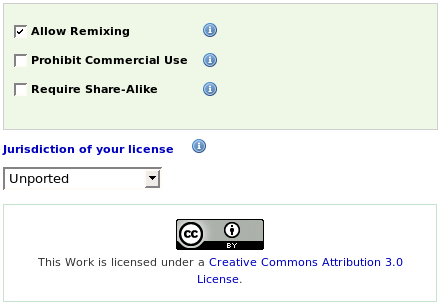 Allow Remixing
Prohibit Commercial Use
Require Share-Alike
Jurisdiction of your license
Unported
cc
BY
This Work is licensed under a Creative Commons Attribution 3.0
License.